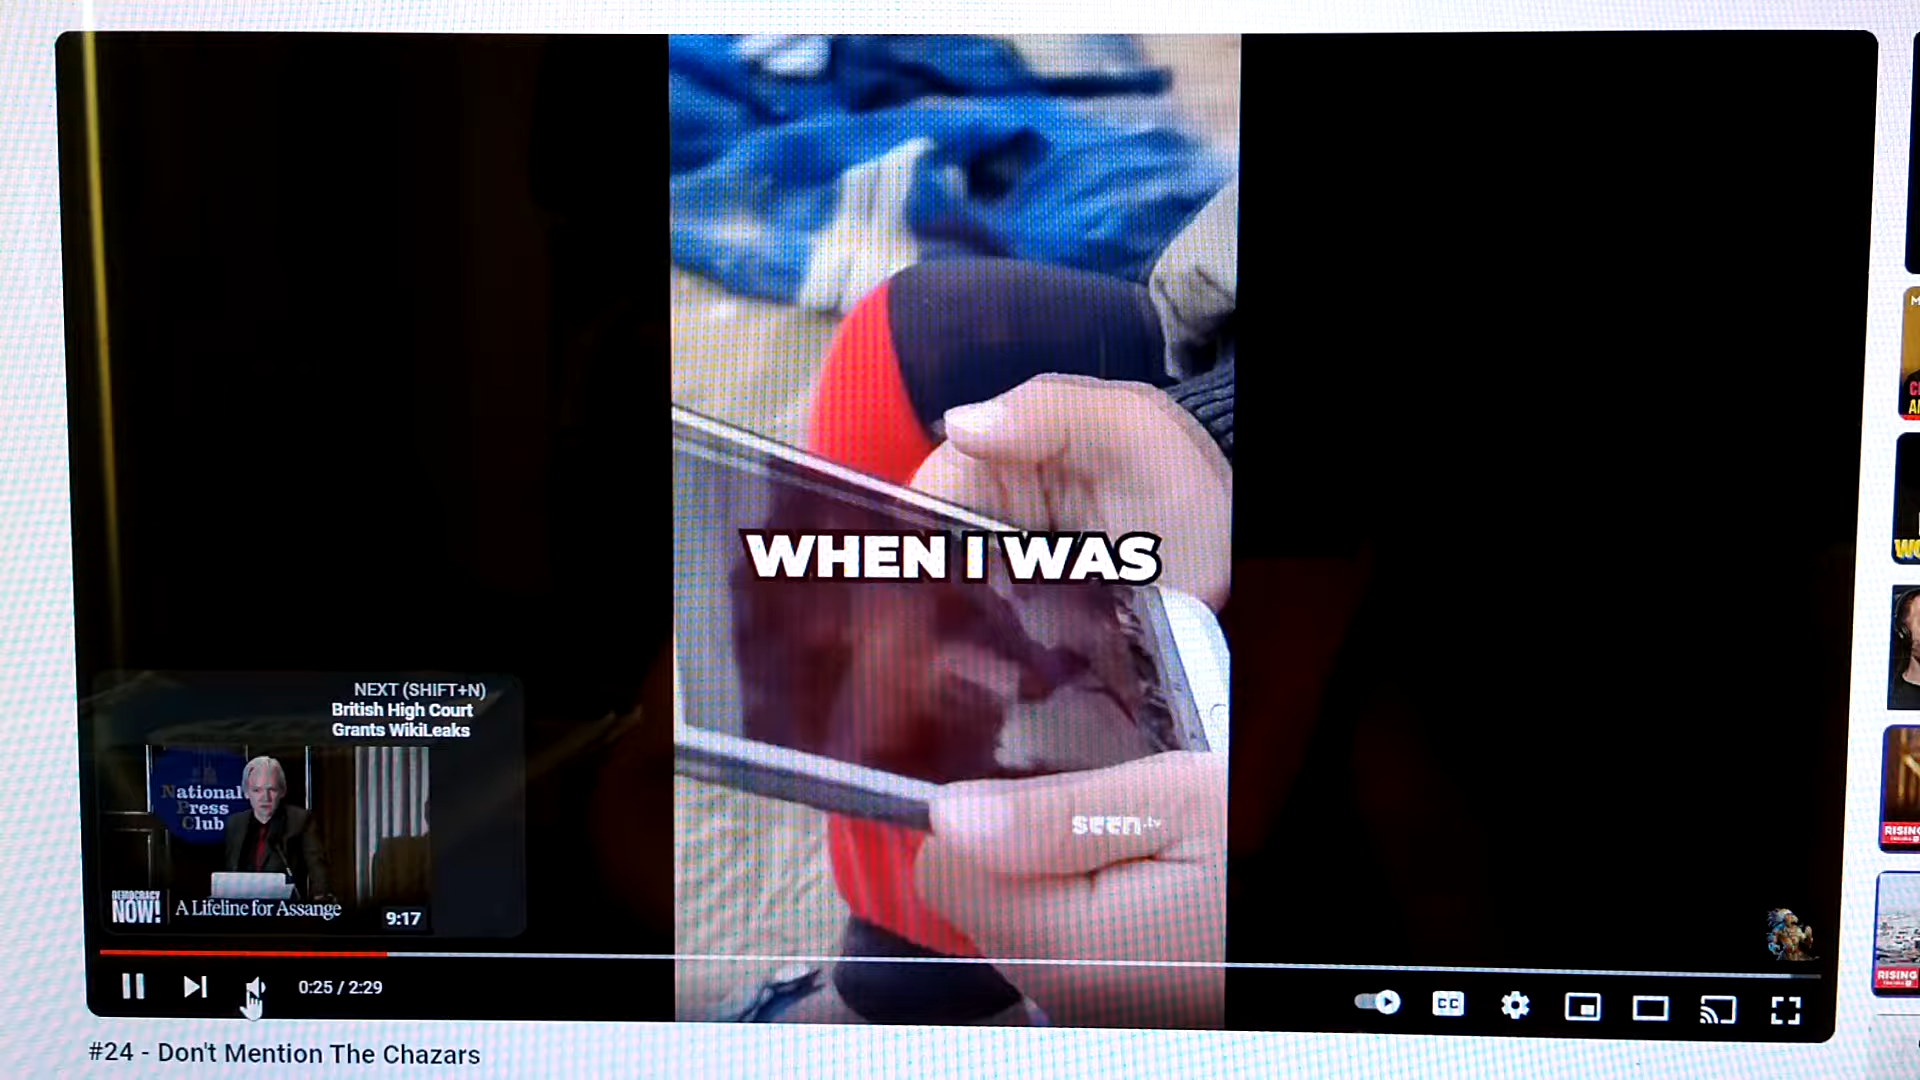 WHEN I WAS
seen.tv
NEXT (SHIFT+N)
British High Court
Grants WikiLeaks
National
Press
Club
DEMOCRACY
NOW!
A Lifeline for Assange
9:17
0:25 / 2:29
CC
#24 - Don't Mention The Chazars
RISING
RISING